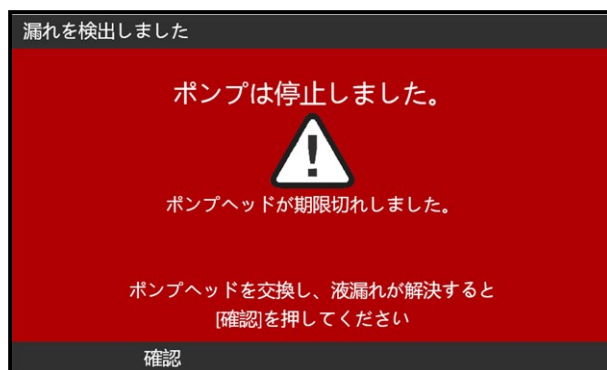 漏れを検出しました
ポンプは停止しました。
!
ポンプヘッドが期限切れしました。
ポンプヘッドを交換し、液漏れが解決すると
[確認]を押してください
確認